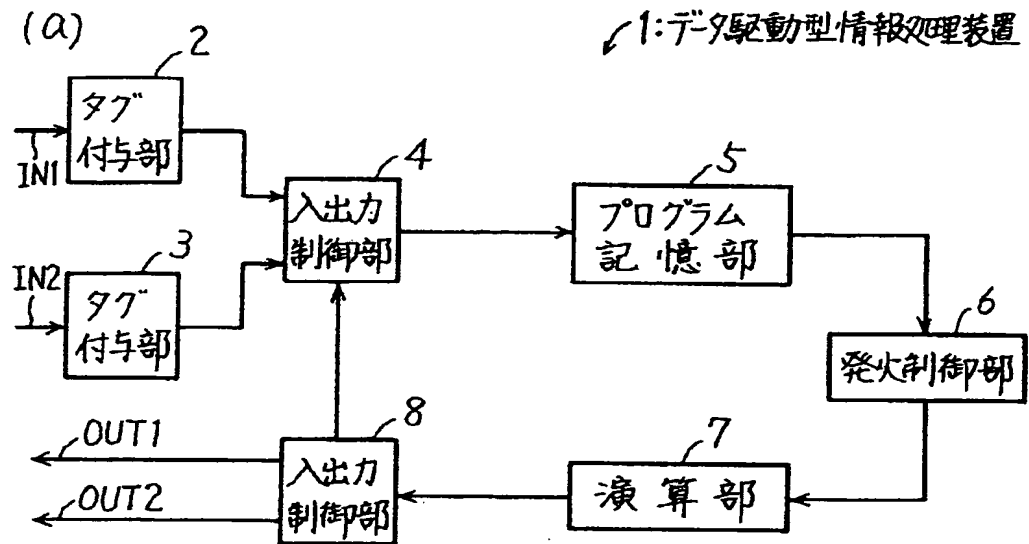 (a)
1:データ駆動型情報処理装置
2
タグ
付与部
IN1
4
入出力
制御部
5
プログラム
記憶部
3
タグ
付与部
IN2
6
発火制御部
OUT1
OUT2
8
入出力
制御部
7
演算部